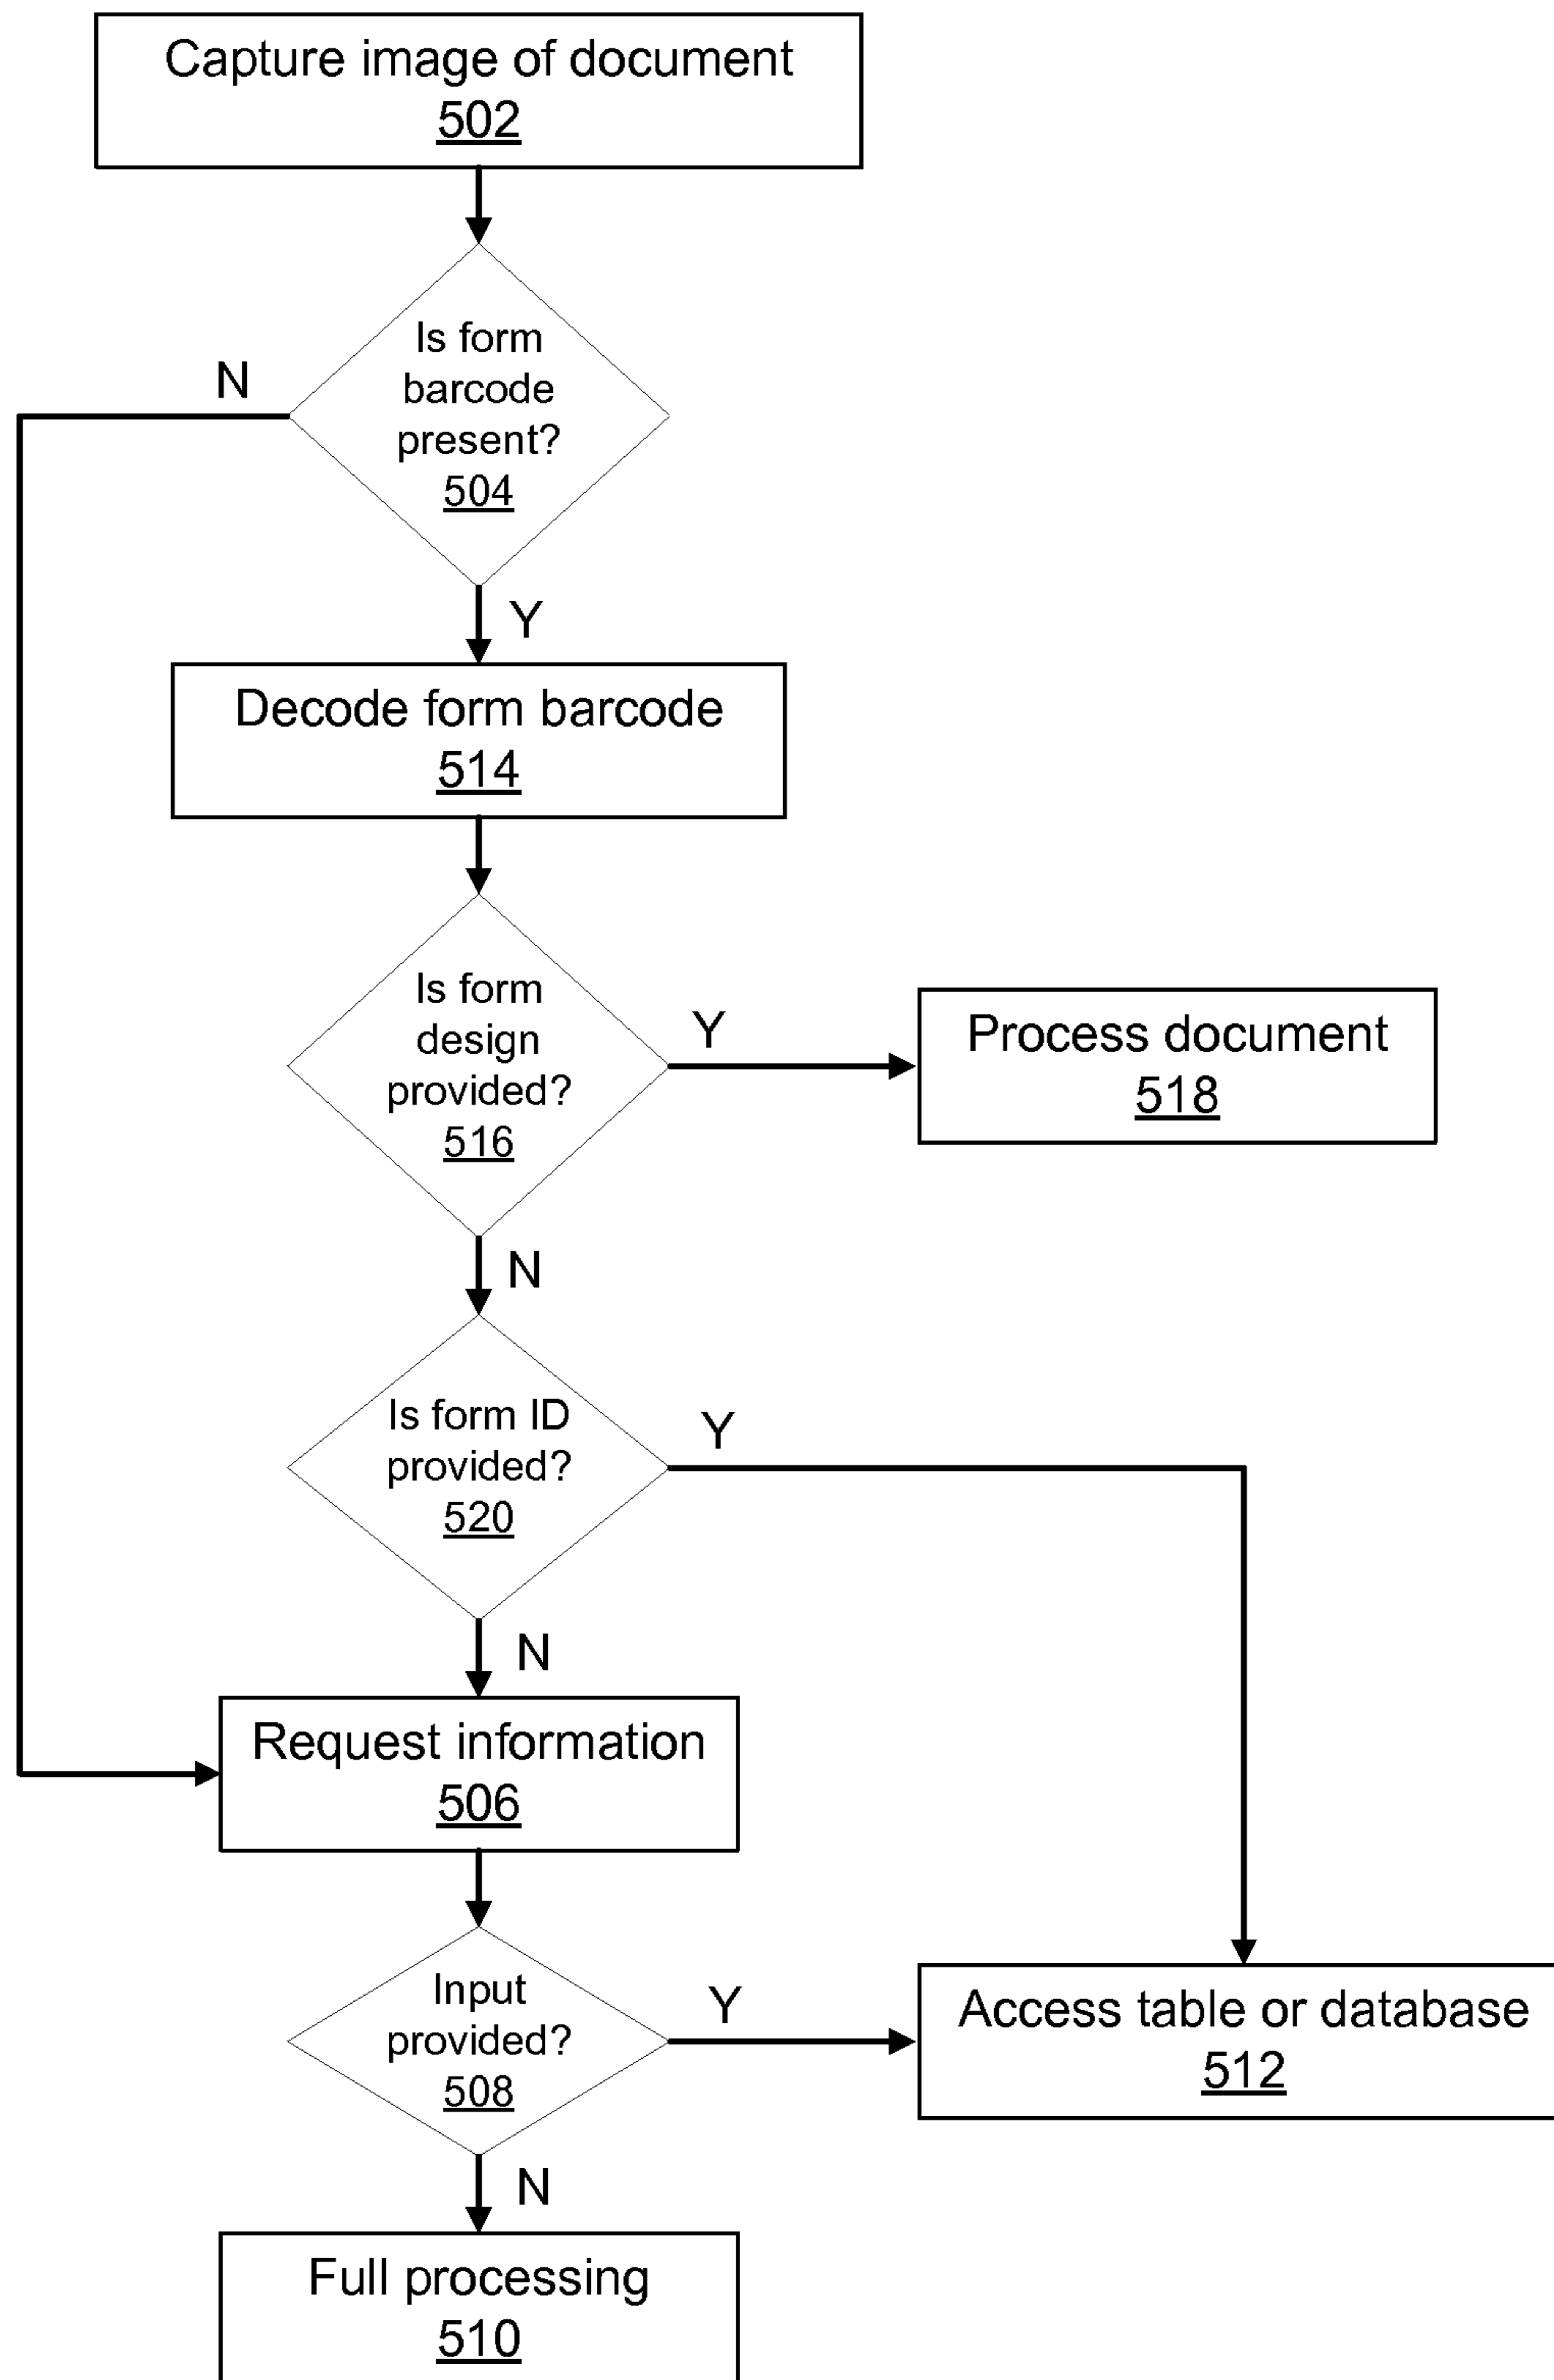 Capture image of document
502
Is form
barcode
present?
504
N
Y
Decode form barcode
514
Is form
design
provided?
516
Y
Process document
518
N
Is form ID
provided?
520
Y
N
Request information
506
Input
provided?
508
Y
Access table or database
512
N
Full processing
510